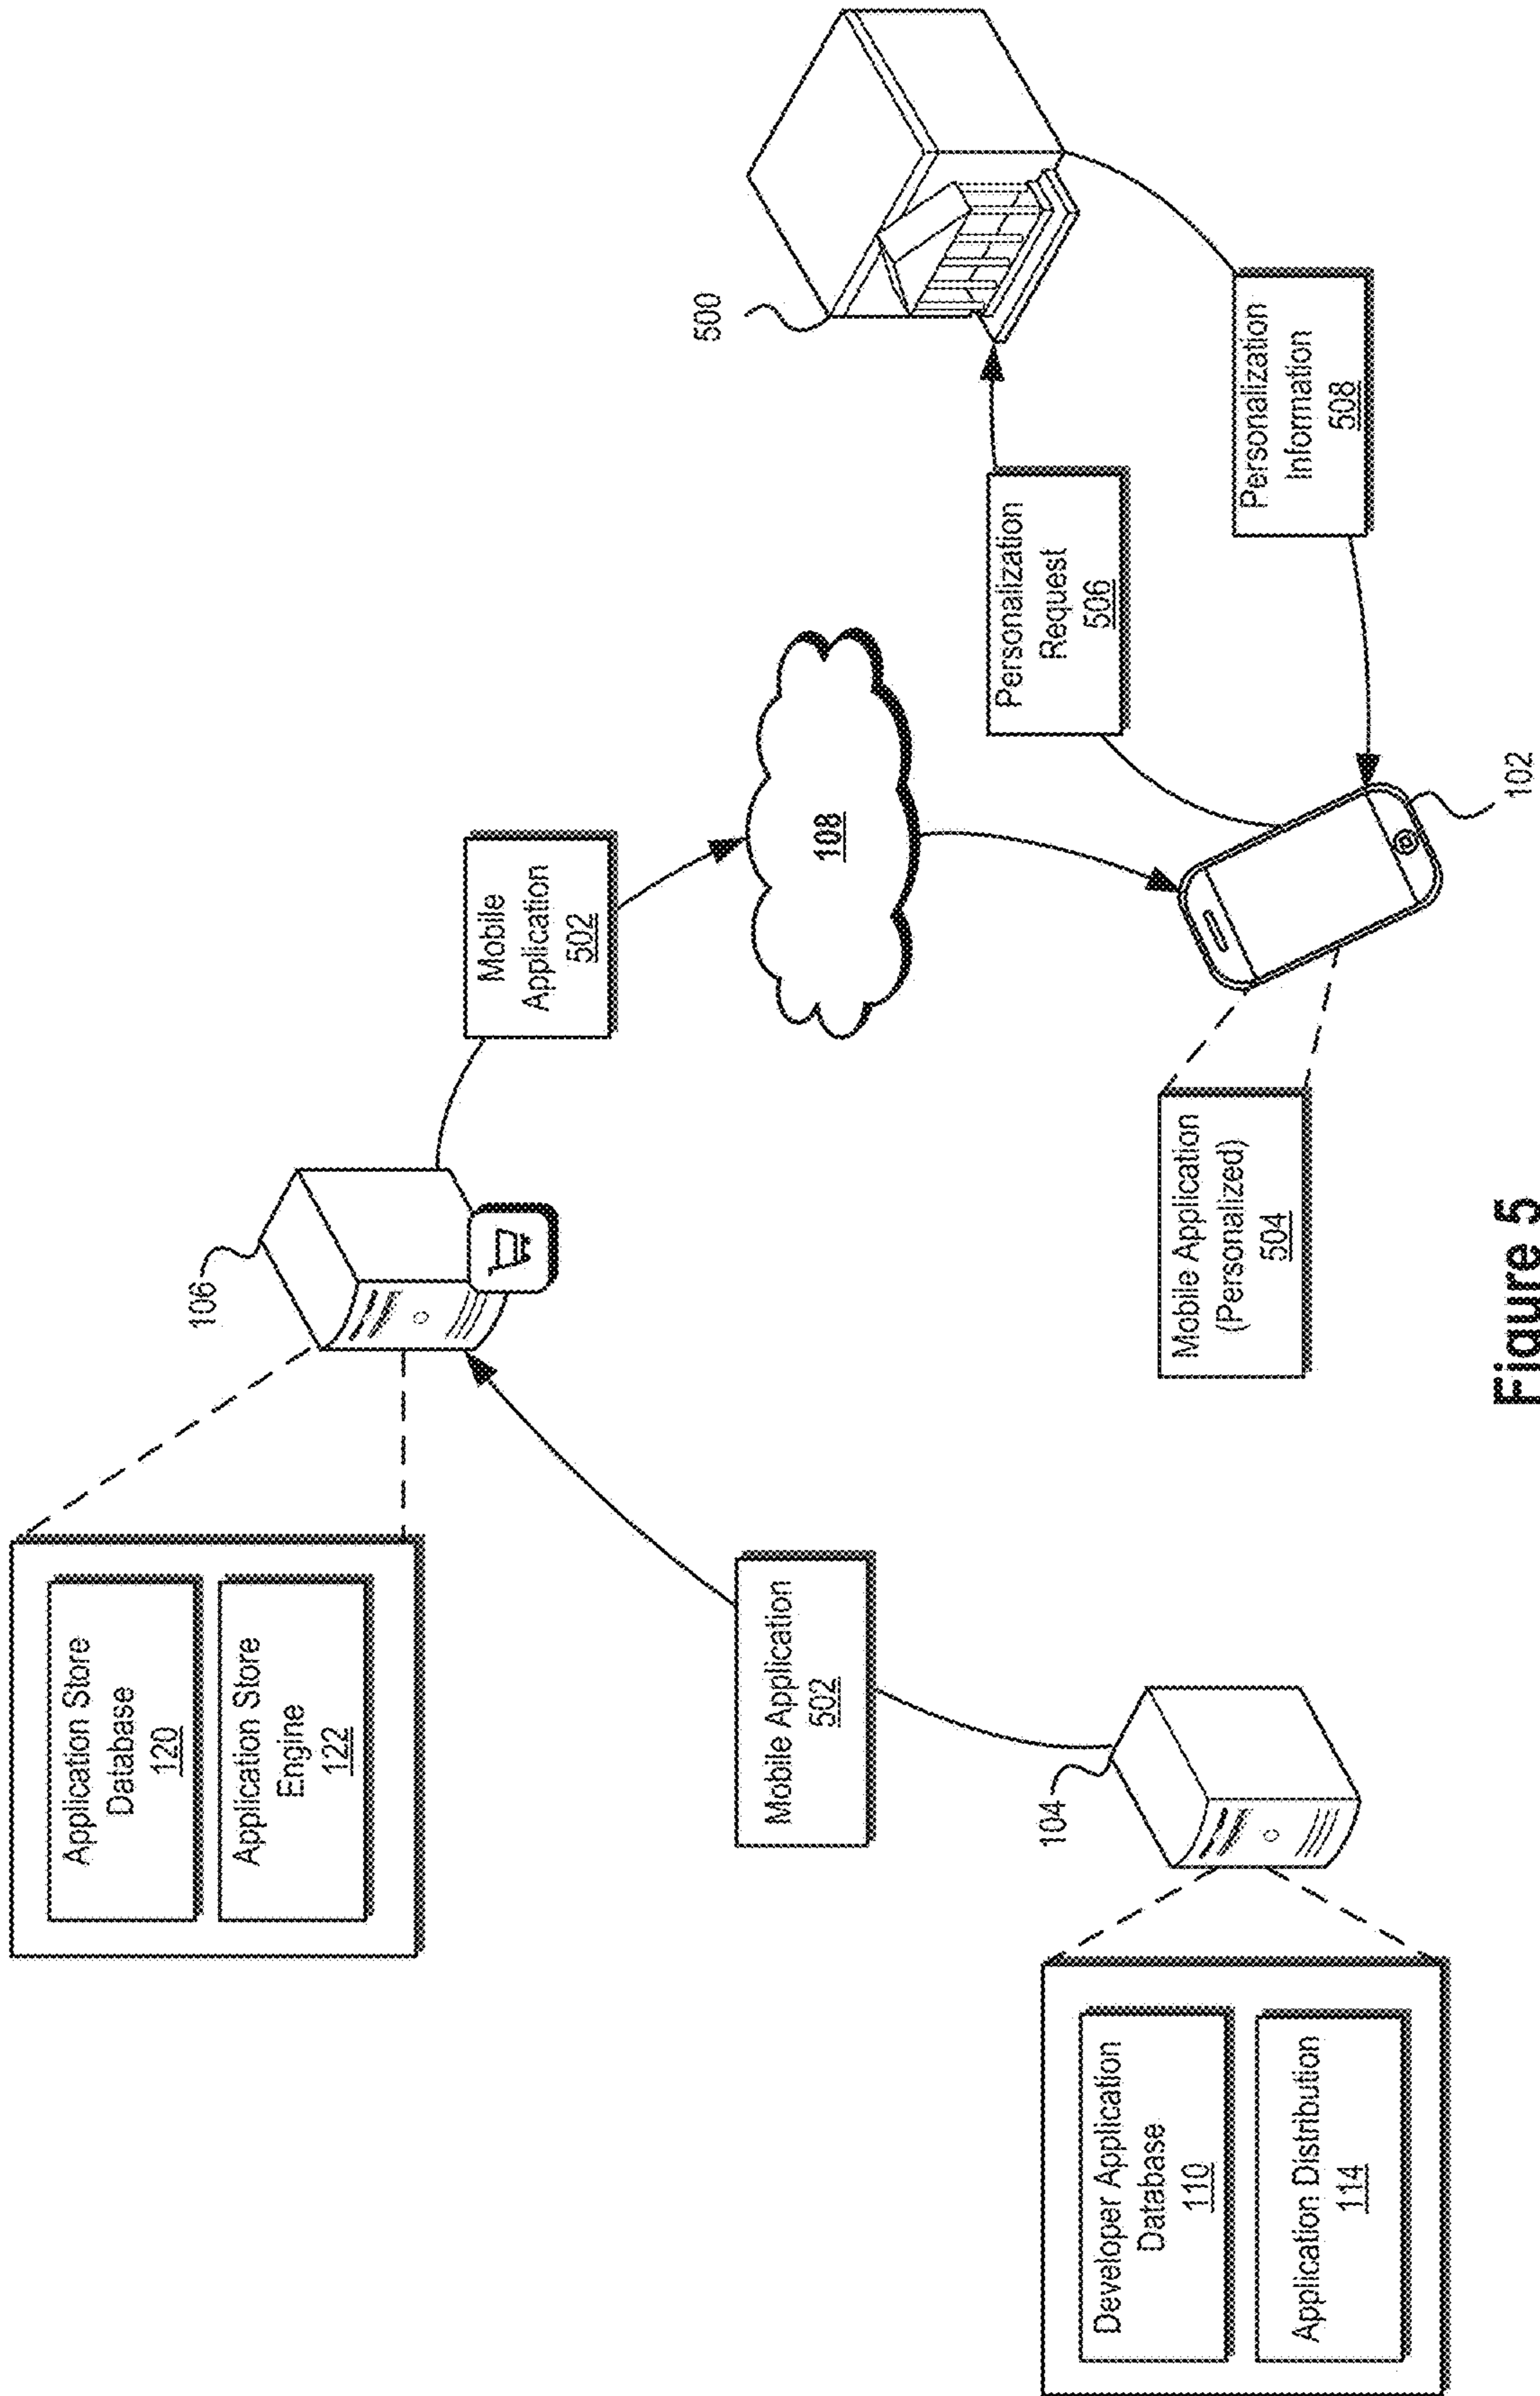 Application Store
Database
120
Application Store
Engine
122
106
Mobile
Application
502
Mobile Application
502
108
500
Personalization
Request
506
Personalization
Information
508
104
Developer Application
Database
110
Application Distribution
114
Mobile Application
(Personalized)
504
102
Figure 5